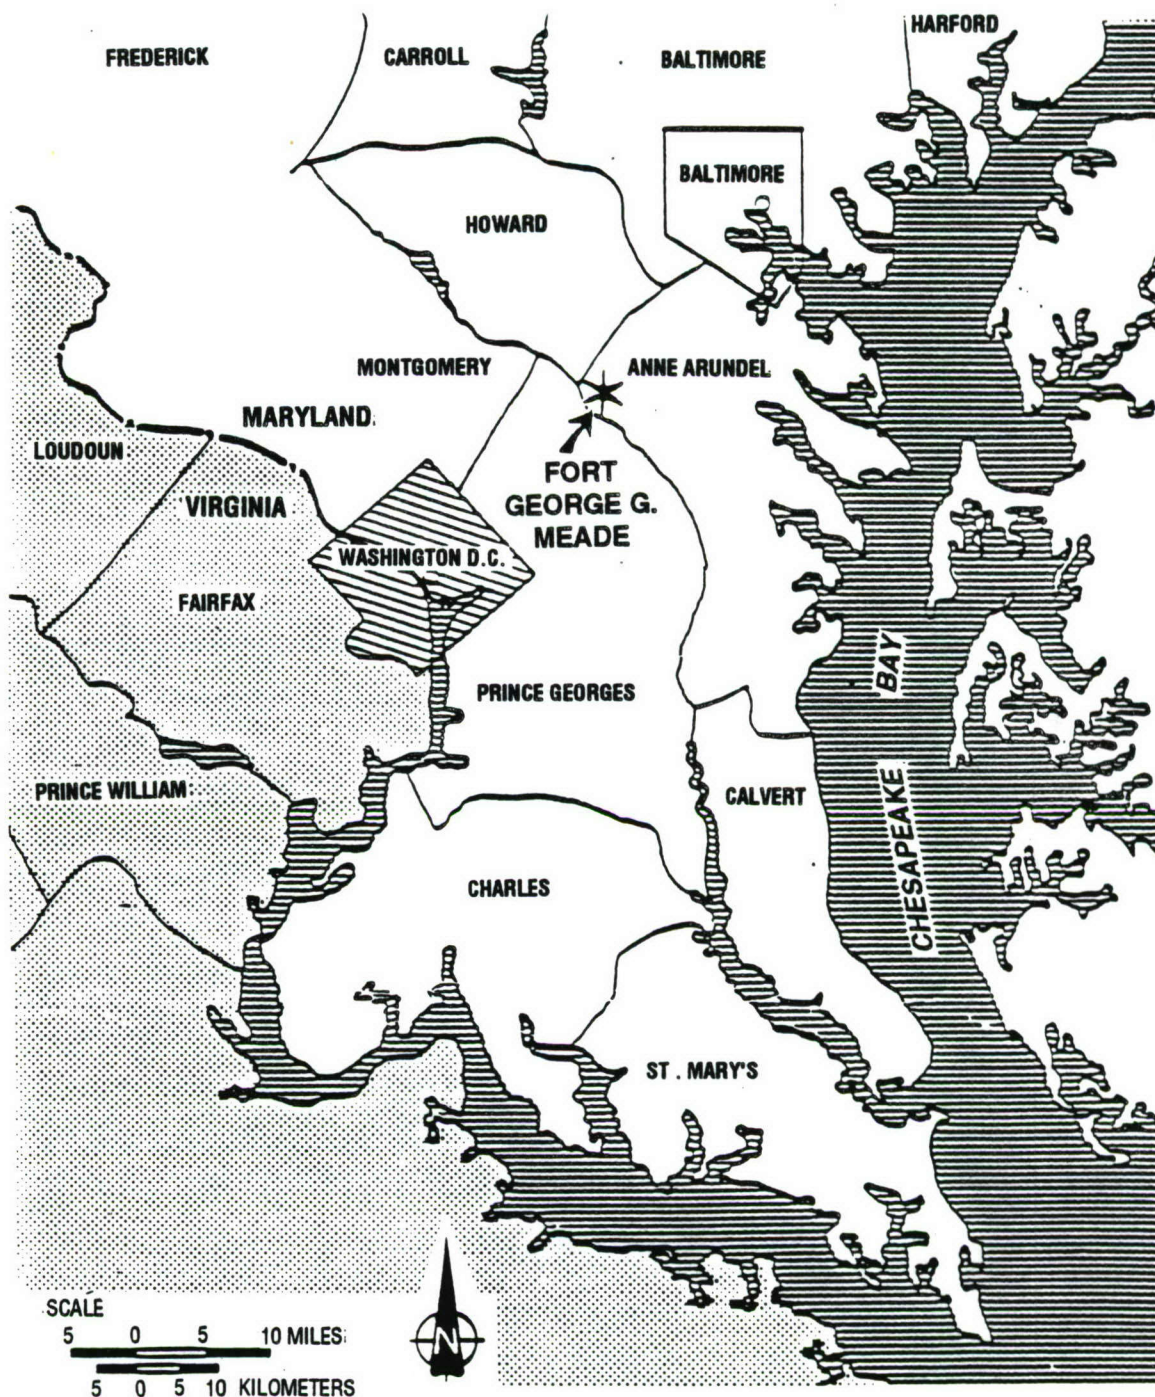 HARFORD
FREDERICK
CARROLL
BALTIMORE
BALTIMORE
HOWARD
MONTGOMERY
ANNE ARUNDEL
MARYLAND
LOUDOUN
FORT
GEORGE G.
MEADE
VIRGINIA
WASHINGTON D.C.
FAIRFAX
BAY
PRINCE GEORGES
PRINCE WILLIAM
CALVERT
CHESAPEAKE
CHARLES
ST. MARY'S
SCALE
5 0 5 10 MILES
N
5 0 5 10 KILOMETERS